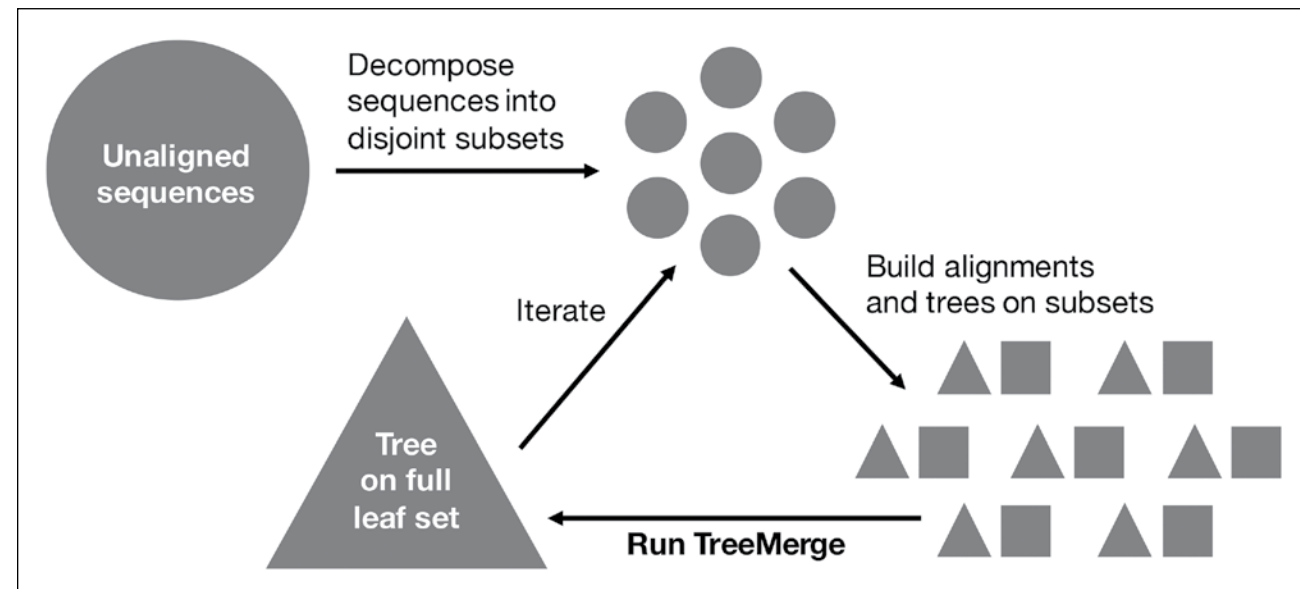 Unaligned
sequences
Decompose
sequences into
disjoint subsets
Build alignments
and trees on subsets
Iterate
Tree
on full
leaf set
Run TreeMerge